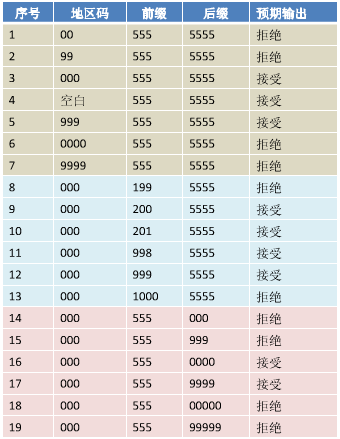 序号 地区码 前缀 后缀 预期输出
1 00 555 5555 拒绝
2 99 555 5555 拒绝
3 000 555 5555 接受
4 空白 555 5555 接受
5 999 555 5555 接受
6 0000 555 5555 拒绝
7 9999 555 5555 拒绝
8 000 199 5555 拒绝
9 000 200 5555 接受
10 000 201 5555 接受
11 000 998 5555 接受
12 000 999 5555 接受
13 000 1000 5555 拒绝
14 000 555 000 拒绝
15 000 555 999 拒绝
16 000 555 0000 接受
17 000 555 9999 接受
18 000 555 00000 拒绝
19 000 555 99999 拒绝